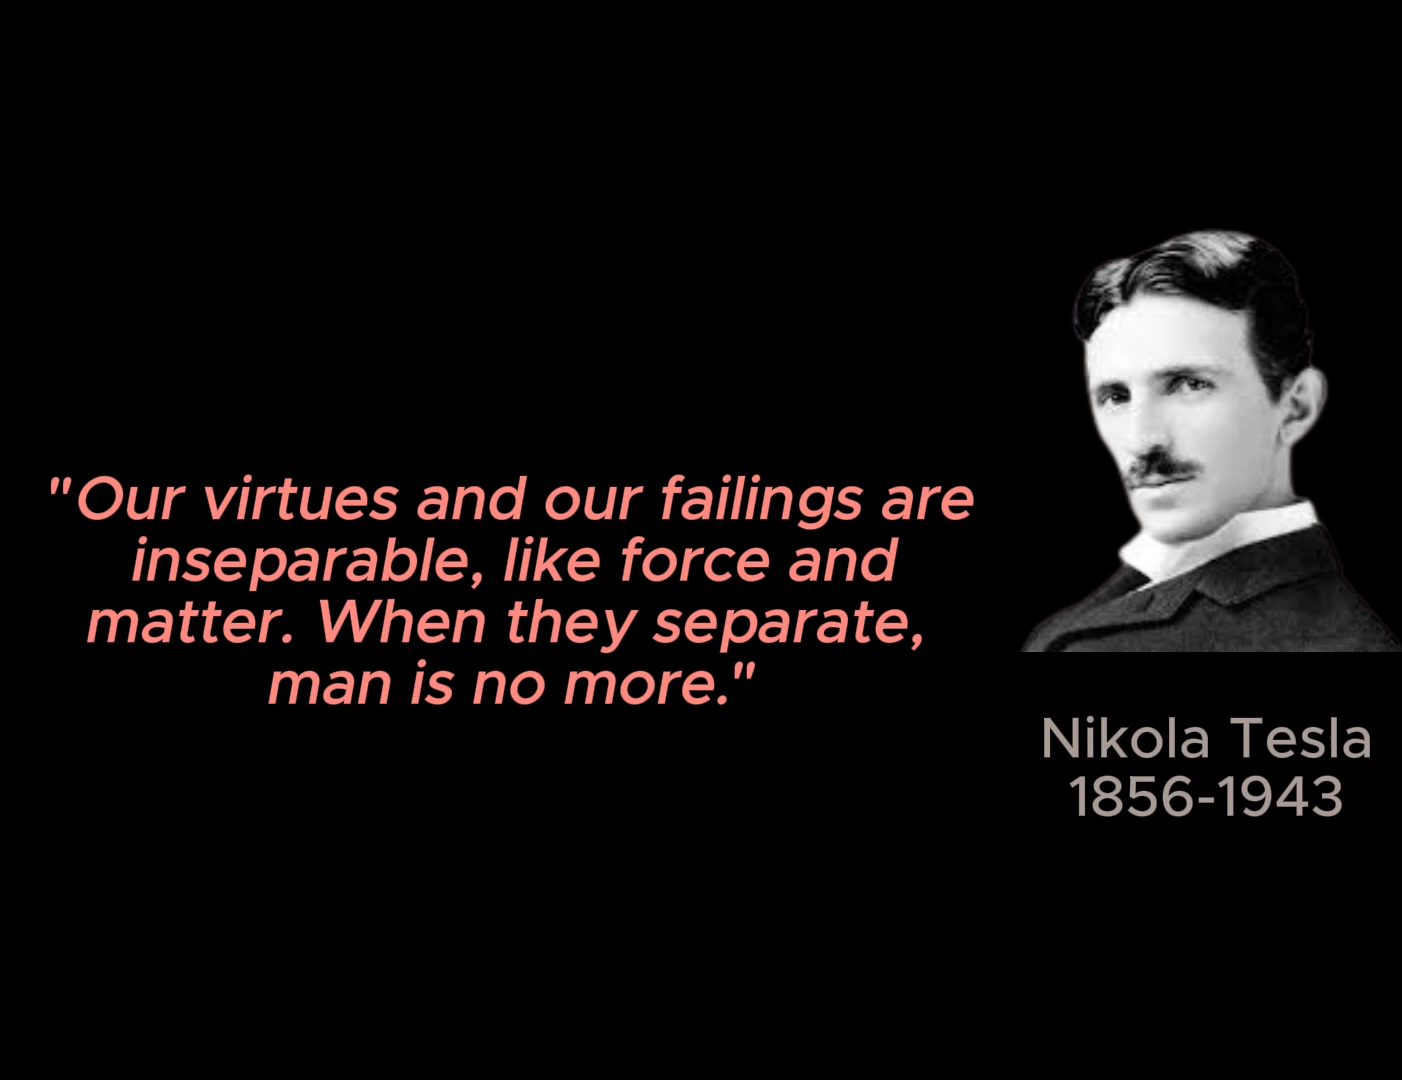 "Our virtues and our failings are
inseparable, like force and
matter. When they separate,
man is no more."
Nikola Tesla
1856-1943